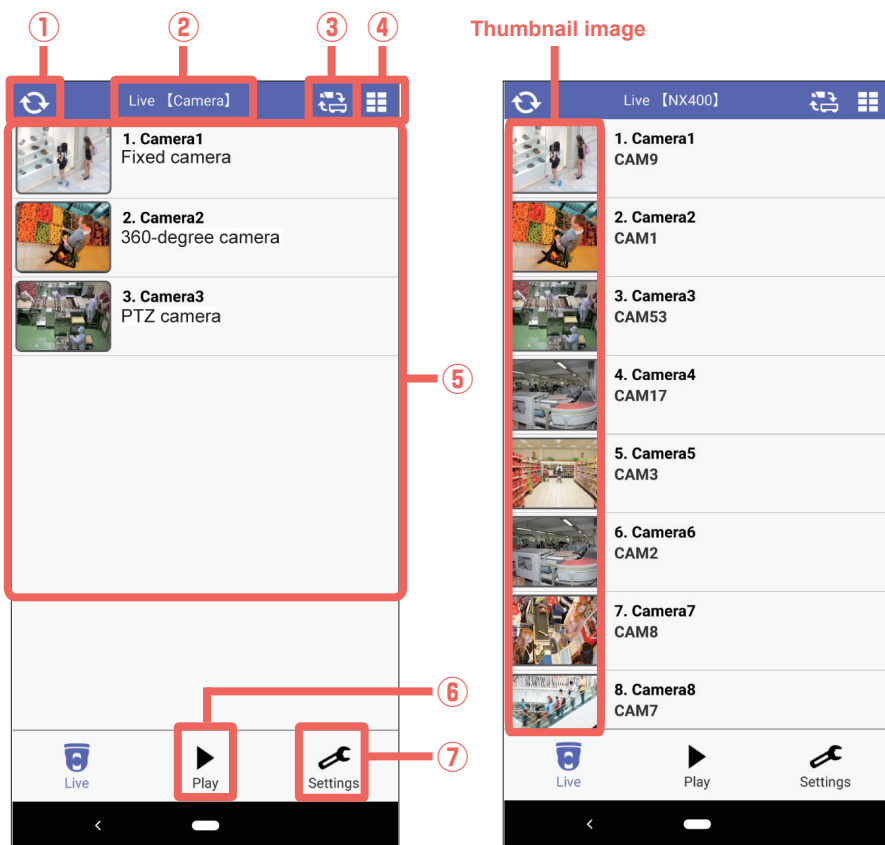 ① ② ③ ④ Thumbnail image
Live 【Camera】
1. Camera1
Fixed camera
2. Camera2
360-degree camera
3. Camera3
PTZ camera
⑤
⑥
⑦
Live Play Settings
Live 【NX400】
1. Camera1
CAM9
2. Camera2
CAM1
3. Camera3
CAM53
4. Camera4
CAM17
5. Camera5
CAM3
6. Camera6
CAM2
7. Camera7
CAM8
8. Camera8
CAM7
Live Play Settings